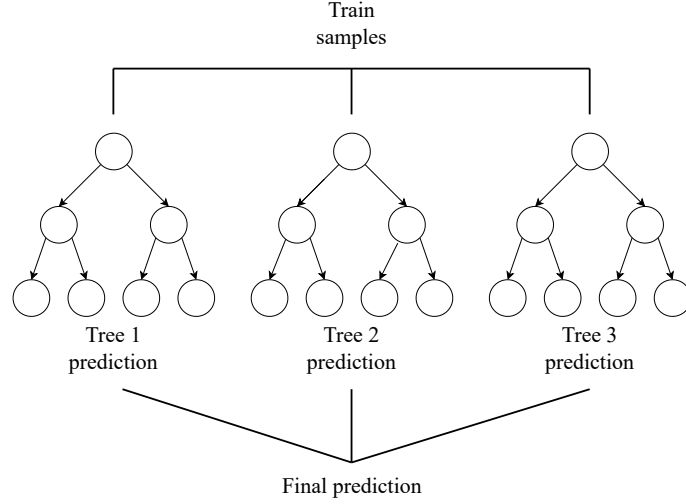 Train
samples
Tree 1
prediction
Tree 2
prediction
Tree 3
prediction
Final prediction